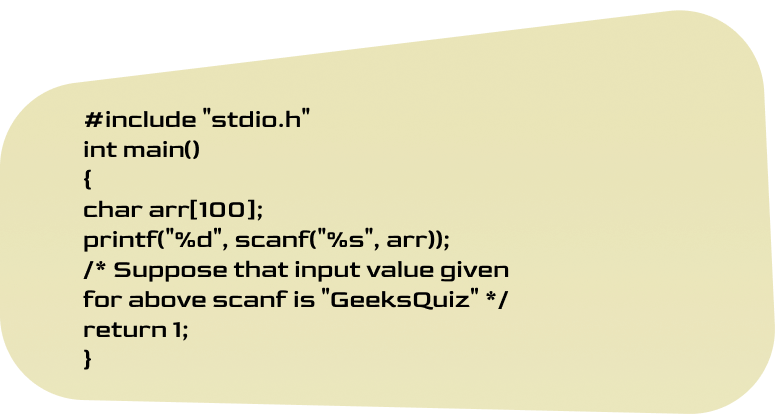 #include "stdio.h"
int main()
{
char arr[100];
printf("%d", scanf("%s", arr));
/* Suppose that input value given
for above scanf is "GeeksQuiz" */
return 1;
}